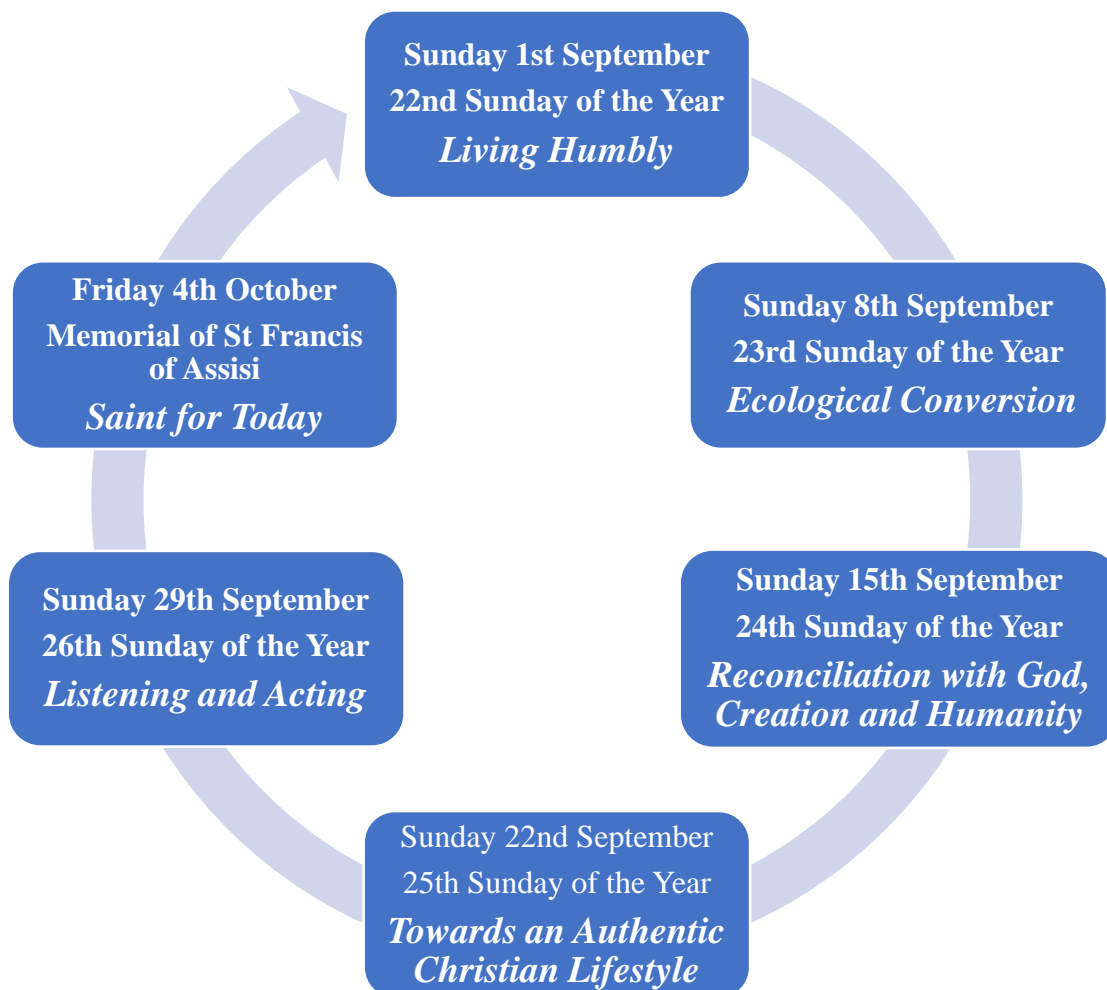 Sunday 1st September
22nd Sunday of the Year
Living Humbly
Sunday 8th September
23rd Sunday of the Year
Ecological Conversion
Sunday 15th September
24th Sunday of the Year
Reconciliation with God,
Creation and Humanity
Sunday 22nd September
25th Sunday of the Year
Towards an Authentic
Christian Lifestyle
Sunday 29th September
26th Sunday of the Year
Listening and Acting
Friday 4th October
Memorial of St Francis
of Assisi
Saint for Today